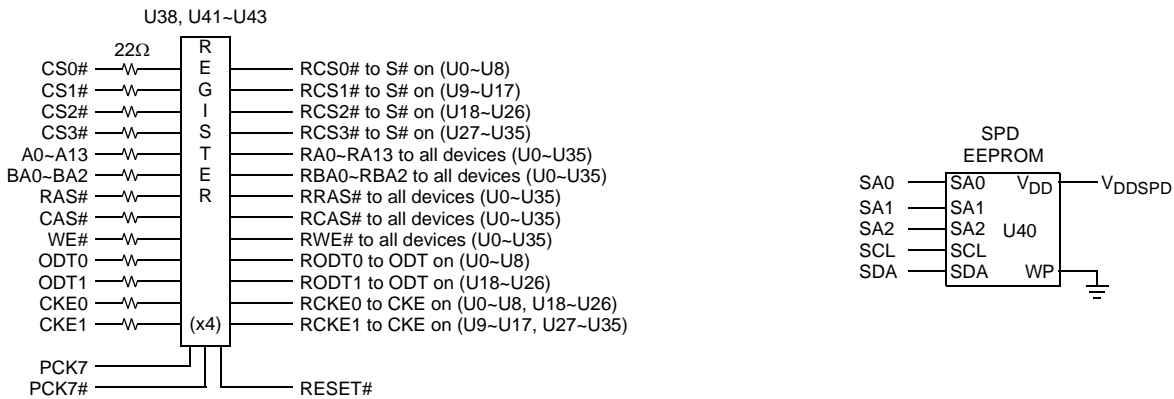 U38, U41~U43
22Ω
REGISTER
(x4)
CS0# RCS0# to S# on (U0~U8)
CS1# RCS1# to S# on (U9~U17)
CS2# RCS2# to S# on (U18~U26)
CS3# RCS3# to S# on (U27~U35)
A0~A13 RA0~RA13 to all devices (U0~U35)
BA0~BA2 RBA0~RBA2 to all devices (U0~U35)
RAS# RRAS# to all devices (U0~U35)
CAS# RCAS# to all devices (U0~U35)
WE# RWE# to all devices (U0~U35)
ODT0 RODT0 to ODT on (U0~U8)
ODT1 RODT1 to ODT on (U18~U26)
CKE0 RCKE0 to CKE on (U0~U8, U18~U26)
CKE1 RCKE1 to CKE on (U9~U17, U27~U35)
PCK7
PCK7# RESET#
SPD
EEPROM
SA0 SA0 VDD VDDSPD
SA1 SA1
SA2 SA2 U40
SCL SCL
SDA SDA WP